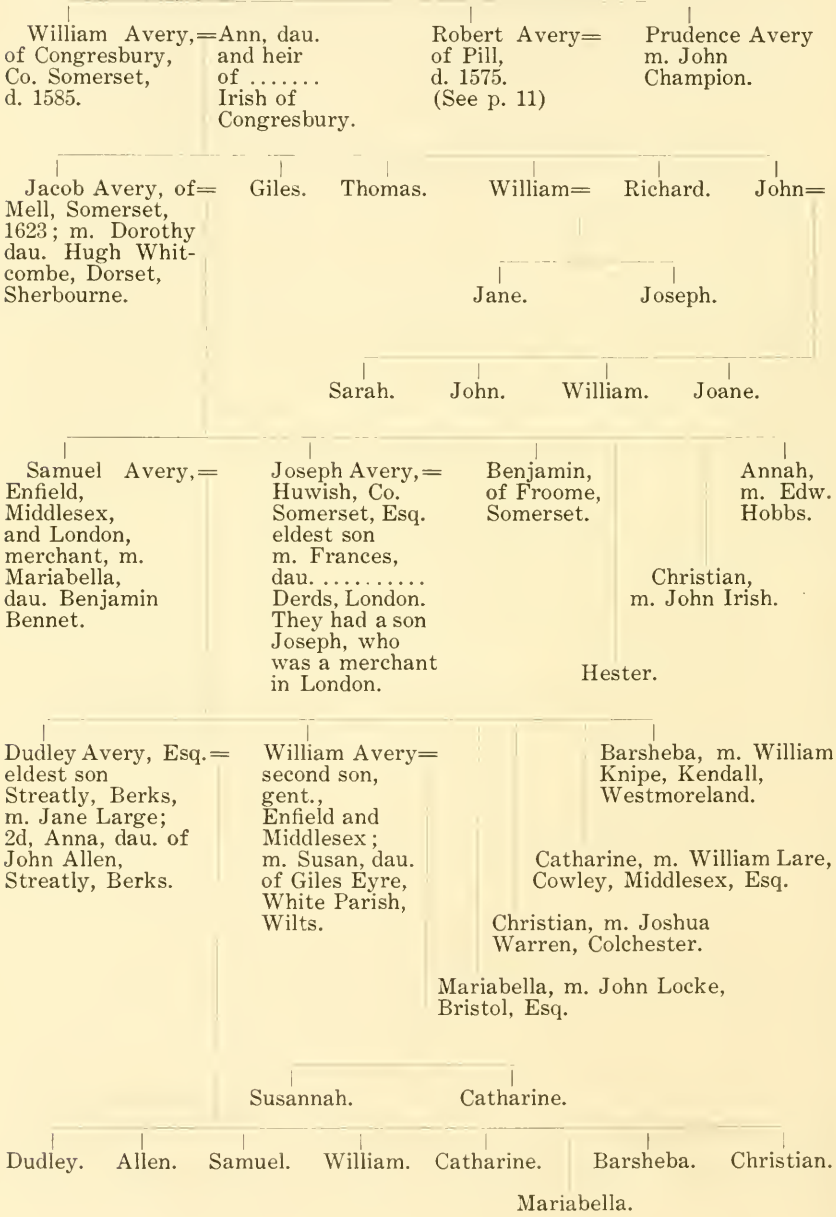 William Avery,=
of Congresbury,
Co. Somerset,
d. 1585.
Ann, dau.
and heir
of .......
Irish of
Congresbury.
Robert Avery=
of Pill,
d. 1575.
(See p. 11)
Prudence Avery
m. John
Champion.
Jacob Avery, of=
Mell, Somerset,
1623; m. Dorothy
dau. Hugh Whit-
combe, Dorset,
Sherbourne.
Giles.
Thomas.
William=
Richard.
John=
Jane.
Joseph.
Sarah.
John.
William.
Joane.
Samuel Avery,=
Enfield,
Middlesex,
and London,
merchant, m.
Mariabella,
dau. Benjamin
Bennet.
Joseph Avery,=
Huwish, Co.
Somerset, Esq.
eldest son
m. Frances,
dau. ...........
Derds, London.
They had a son
Joseph, who
was a merchant
in London.
Benjamin,
of Froome,
Somerset.
Annah,
m. Edw.
Hobbs.
Christian,
m. John Irish.
Hester.
Dudley Avery, Esq.=
eldest son
Streatly, Berks,
m. Jane Large;
2d, Anna, dau. of
John Allen,
Streatly, Berks.
William Avery=
second son,
gent.,
Enfield and
Middlesex;
m. Susan, dau.
of Giles Eyre,
White Parish,
Wilts.
Barsheba, m. William
Knipe, Kendall,
Westmoreland.
Catharine, m. William Lare,
Cowley, Middlesex, Esq.
Christian, m. Joshua
Warren, Colchester.
Mariabella, m. John Locke,
Bristol, Esq.
Susannah.
Catharine.
Dudley.
Allen.
Samuel.
William.
Catharine.
Barsheba.
Christian.
Mariabella.